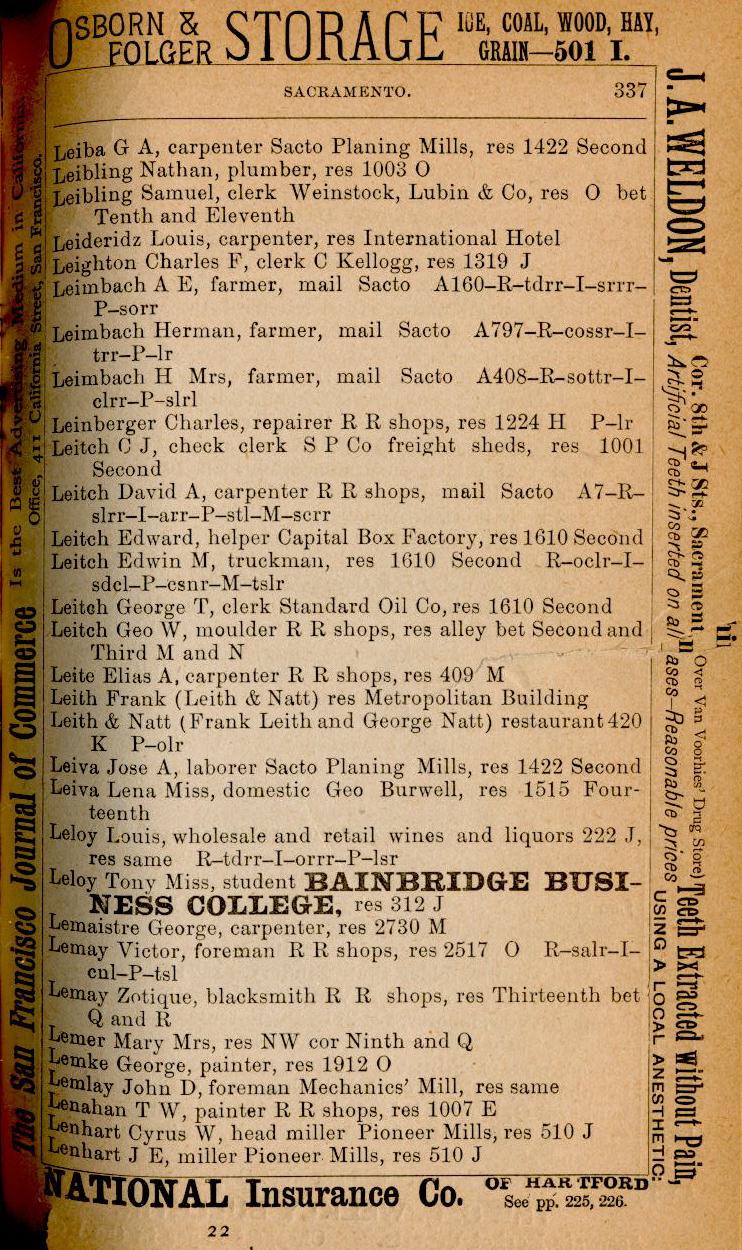 OSBORN & FOLGER STORAGE ICE, COAL, WOOD, HAY, GRAIN—501 I.
SACRAMENTO. 337
Leiba G A, carpenter Sacto Planing Mills, res 1422 Second
Leibling Nathan, plumber, res 1003 O
Leibling Samuel, clerk Weinstock, Lubin & Co, res O bet
Tenth and Eleventh
Leideridz Louis, carpenter, res International Hotel
Leighton Charles F, clerk C Kellogg, res 1319 J
Leimbach A E, farmer, mail Sacto A160–R–tdrr–I–srrr–
P–sorr
Leimbach Herman, farmer, mail Sacto A797–R–cossr–I–
trr–P–lr
Leimbach H Mrs, farmer, mail Sacto A408–R–sottr–I–
clrr–P–slrl
Leinberger Charles, repairer R R shops, res 1224 H P–lr
Leitch C J, check clerk S P Co freight sheds, res 1001
Second
Leitch David A, carpenter R R shops, mail Sacto A7–R–
slrr–I–arr–P–stl–M–scrr
Leitch Edward, helper Capital Box Factory, res 1610 Second
Leitch Edwin M, truckman, res 1610 Second R–oclr–I–
sdcl–P–csnr–M–tslr
Leitch George T, clerk Standard Oil Co, res 1610 Second
Leitch Geo W, moulder R R shops, res alley bet Second and
Third M and N
Leite Elias A, carpenter R R shops, res 409 M
Leith Frank (Leith & Natt) res Metropolitan Building
Leith & Natt (Frank Leith and George Natt) restaurant 420
K P–olr
Leiva Jose A, laborer Sacto Planing Mills, res 1422 Second
Leiva Lena Miss, domestic Geo Burwell, res 1515 Four-
teenth
Leloy Louis, wholesale and retail wines and liquors 222 J,
res same R–tdrr–I–orrr–P–lsr
Leloy Tony Miss, student BAINBRIDGE BUSI-
NESS COLLEGE, res 312 J
Lemaistre George, carpenter, res 2730 M
Lemay Victor, foreman R R shops, res 2517 O R–salr–I–
cnl–P–tsl
Lemay Zotique, blacksmith R R shops, res Thirteenth bet
Q and R
Lemer Mary Mrs, res NW cor Ninth and Q
Lemke George, painter, res 1912 O
Lemlay John D, foreman Mechanics' Mill, res same
Lenahan T W, painter R R shops, res 1007 E
Lenhart Cyrus W, head miller Pioneer Mills, res 510 J
Lenhart J E, miller Pioneer Mills, res 510 J
NATIONAL Insurance Co. OF HARTFORD
See pp. 225, 226.
22
The San Francisco Journal of Commerce Is the Best Advertising Medium in California.
Office, 411 California Street, San Francisco.
J. A. WELDON, Dentist,
Cor. 8th & J Sts., Sacramento,
Over Van Voorhies' Drug Store)
Artificial Teeth inserted on all ases—Reasonable prices
Teeth Extracted without Pain,
USING A LOCAL ANESTHETIC.